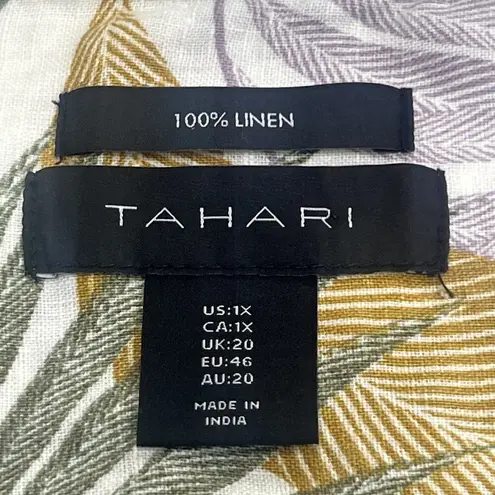 100% LINEN
TAHARI
US:1X
CA:1X
UK:20
EU:46
AU:20
MADE IN
INDIA